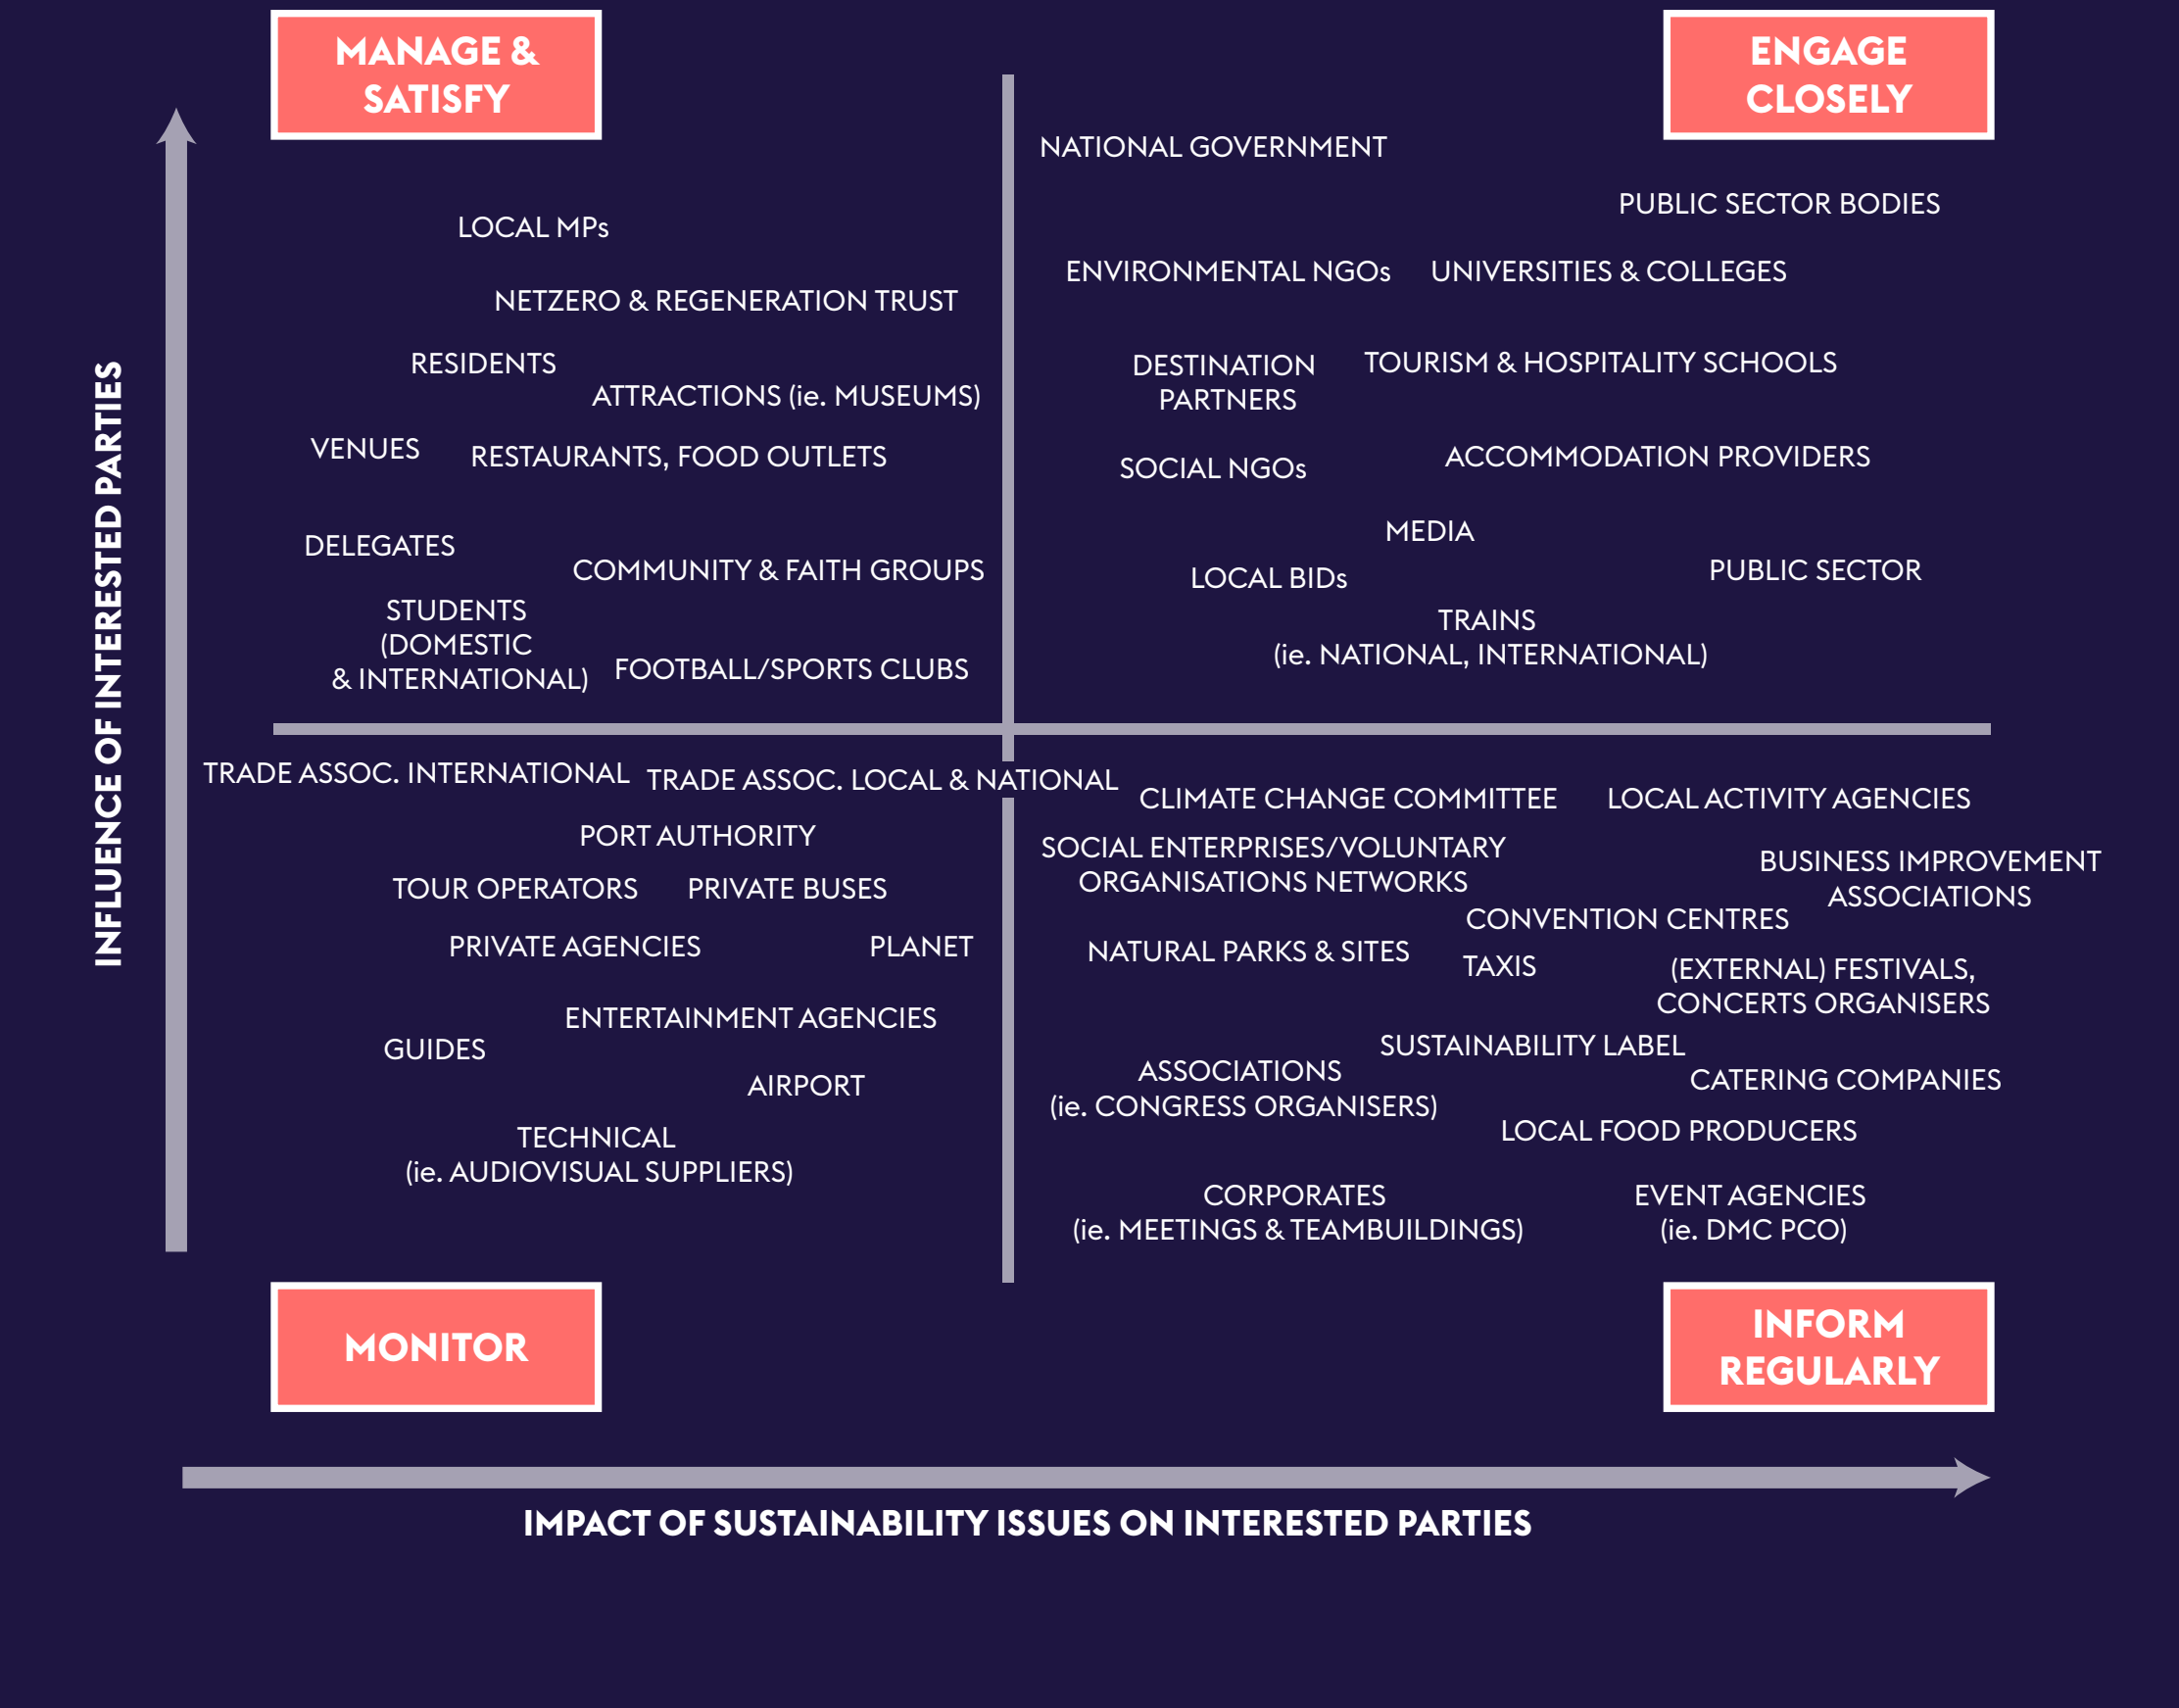 MANAGE &
SATISFY
ENGAGE
CLOSELY
INFLUENCE OF INTERESTED PARTIES
LOCAL MPs
NETZERO & REGENERATION TRUST
RESIDENTS
ATTRACTIONS (ie. MUSEUMS)
VENUES
RESTAURANTS, FOOD OUTLETS
DELEGATES
COMMUNITY & FAITH GROUPS
STUDENTS
(DOMESTIC
& INTERNATIONAL)
FOOTBALL/SPORTS CLUBS
NATIONAL GOVERNMENT
PUBLIC SECTOR BODIES
ENVIRONMENTAL NGOs
UNIVERSITIES & COLLEGES
DESTINATION
PARTNERS
TOURISM & HOSPITALITY SCHOOLS
SOCIAL NGOs
ACCOMMODATION PROVIDERS
MEDIA
LOCAL BIDs
PUBLIC SECTOR
TRAINS
(ie. NATIONAL, INTERNATIONAL)
TRADE ASSOC. INTERNATIONAL
TRADE ASSOC. LOCAL & NATIONAL
PORT AUTHORITY
TOUR OPERATORS
PRIVATE BUSES
PRIVATE AGENCIES
PLANET
ENTERTAINMENT AGENCIES
GUIDES
AIRPORT
TECHNICAL
(ie. AUDIOVISUAL SUPPLIERS)
CLIMATE CHANGE COMMITTEE
LOCAL ACTIVITY AGENCIES
SOCIAL ENTERPRISES/VOLUNTARY
ORGANISATIONS NETWORKS
BUSINESS IMPROVEMENT
ASSOCIATIONS
CONVENTION CENTRES
NATURAL PARKS & SITES
TAXIS
(EXTERNAL) FESTIVALS,
CONCERTS ORGANISERS
SUSTAINABILITY LABEL
ASSOCIATIONS
(ie. CONGRESS ORGANISERS)
CATERING COMPANIES
LOCAL FOOD PRODUCERS
CORPORATES
(ie. MEETINGS & TEAMBUILDINGS)
EVENT AGENCIES
(ie. DMC PCO)
MONITOR
INFORM
REGULARLY
IMPACT OF SUSTAINABILITY ISSUES ON INTERESTED PARTIES